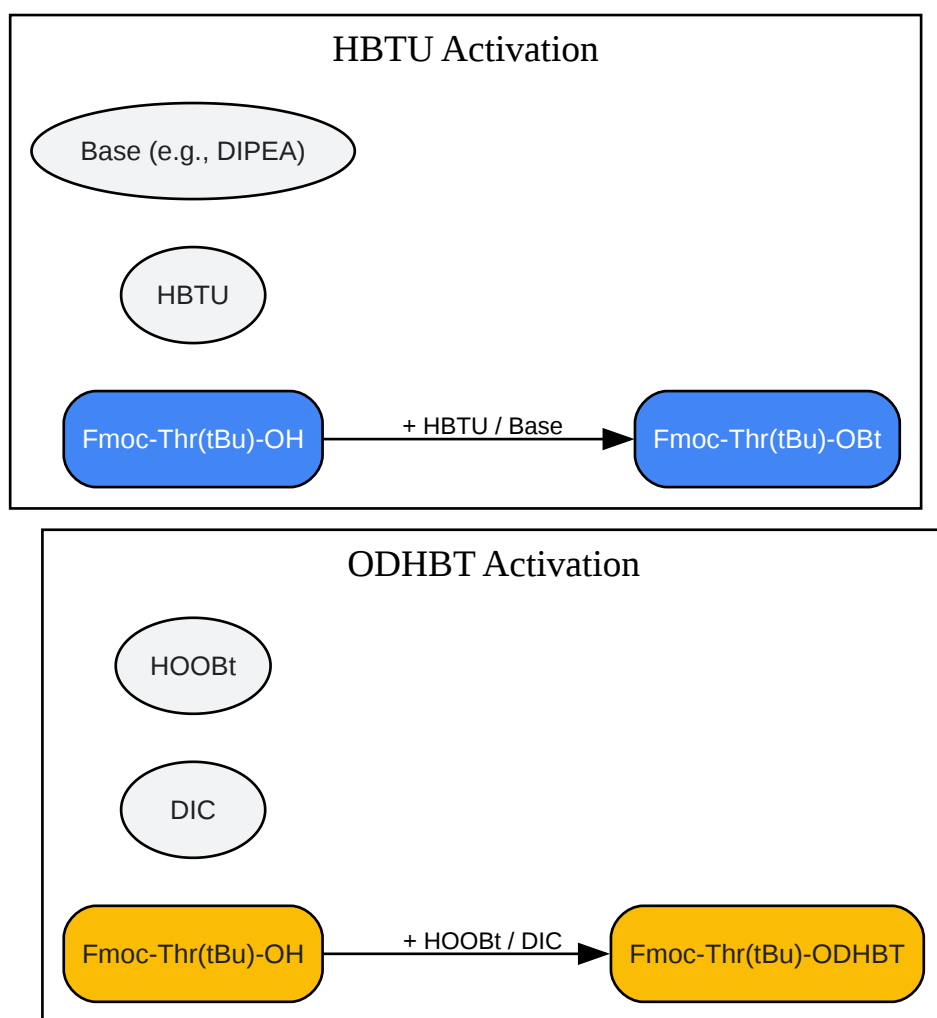 HBTU Activation
Base (e.g., DIPEA)
HBTU
Fmoc-Thr(tBu)-OH
+ HBTU / Base
Fmoc-Thr(tBu)-OBt
ODHBT Activation
HOOBt
DIC
Fmoc-Thr(tBu)-OH
+ HOOBt / DIC
Fmoc-Thr(tBu)-ODHBT